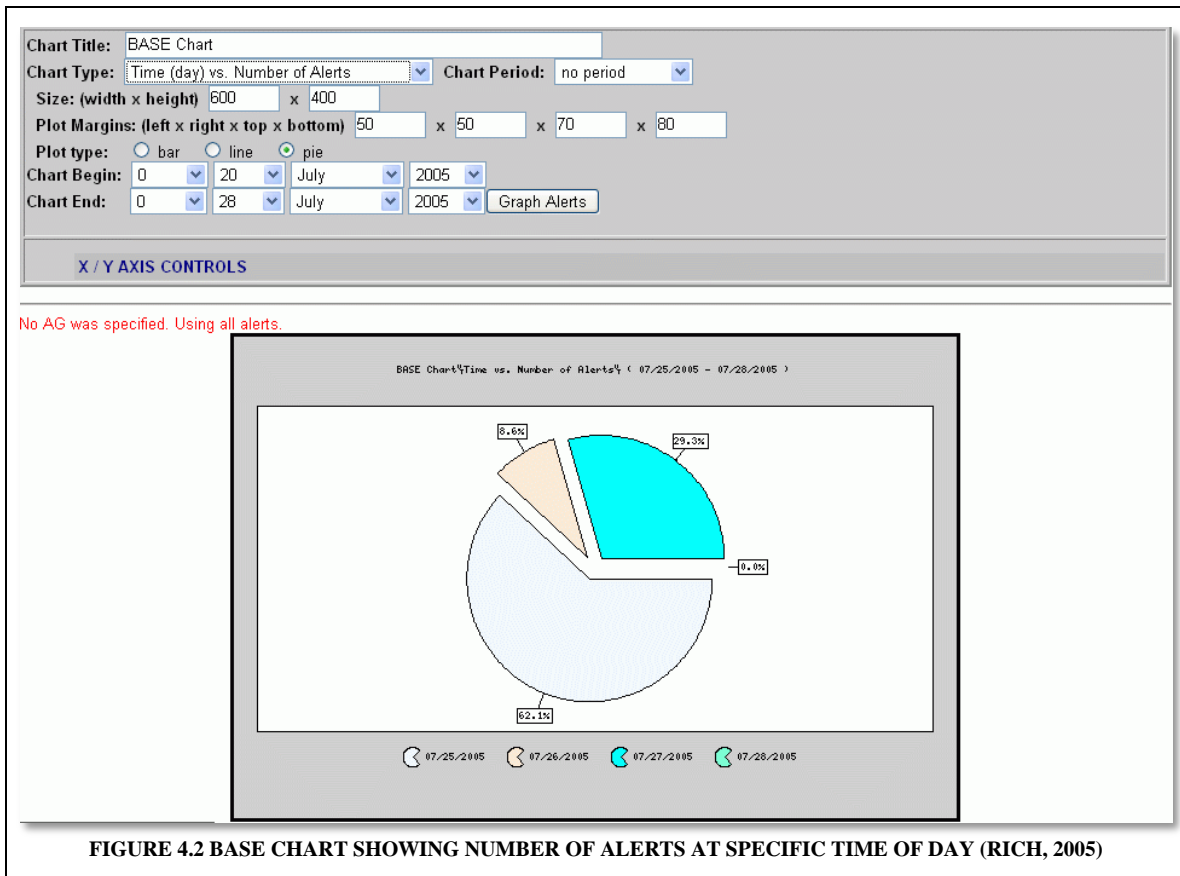 Chart Title: BASE Chart
Chart Type: Time (day) vs. Number of Alerts Chart Period: no period
Size: (width x height) 600 x 400
Plot Margins: (left x right x top x bottom) 50 x 50 x 70 x 80
Plot type: bar line pie
Chart Begin: 0 20 July 2005
Chart End: 0 28 July 2005 Graph Alerts
X / Y AXIS CONTROLS
No AG was specified. Using all alerts.
BASE Chart Time vs. Number of Alerts ( 07/25/2005 - 07/28/2005 )
8.6%
29.3%
0.0%
62.1%
07/25/2005 07/26/2005 07/27/2005 07/28/2005
FIGURE 4.2 BASE CHART SHOWING NUMBER OF ALERTS AT SPECIFIC TIME OF DAY (RICH, 2005)